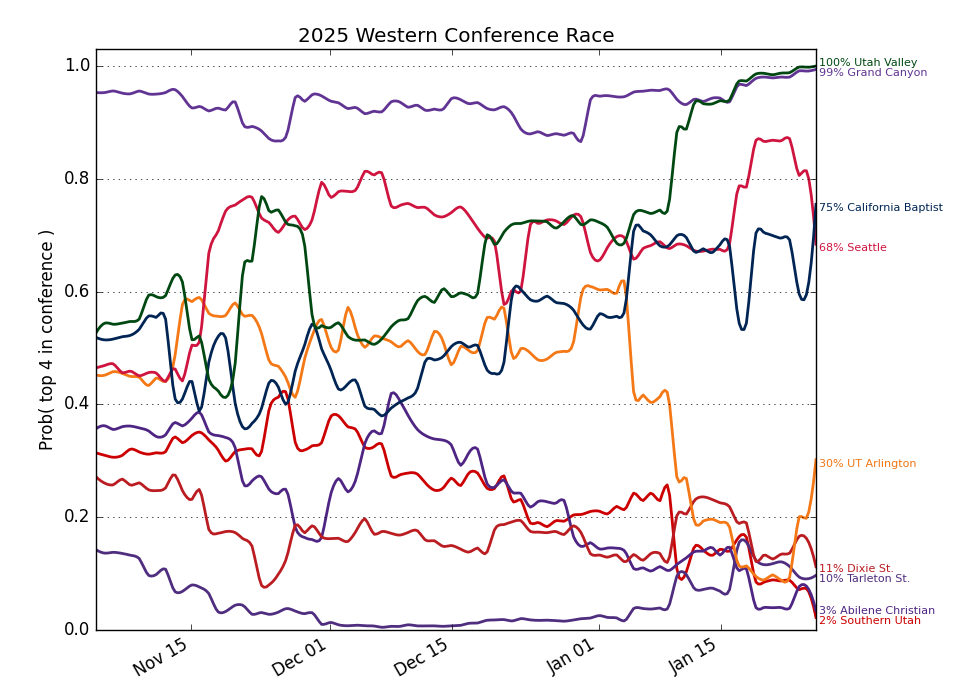 2025 Western Conference Race
Prob( top 4 in conference )
1.0
0.8
0.6
0.4
0.2
0.0
Nov 15
Dec 01
Dec 15
Jan 01
Jan 15
100% Utah Valley
99% Grand Canyon
75% California Baptist
68% Seattle
30% UT Arlington
11% Dixie St.
10% Tarleton St.
3% Abilene Christian
2% Southern Utah